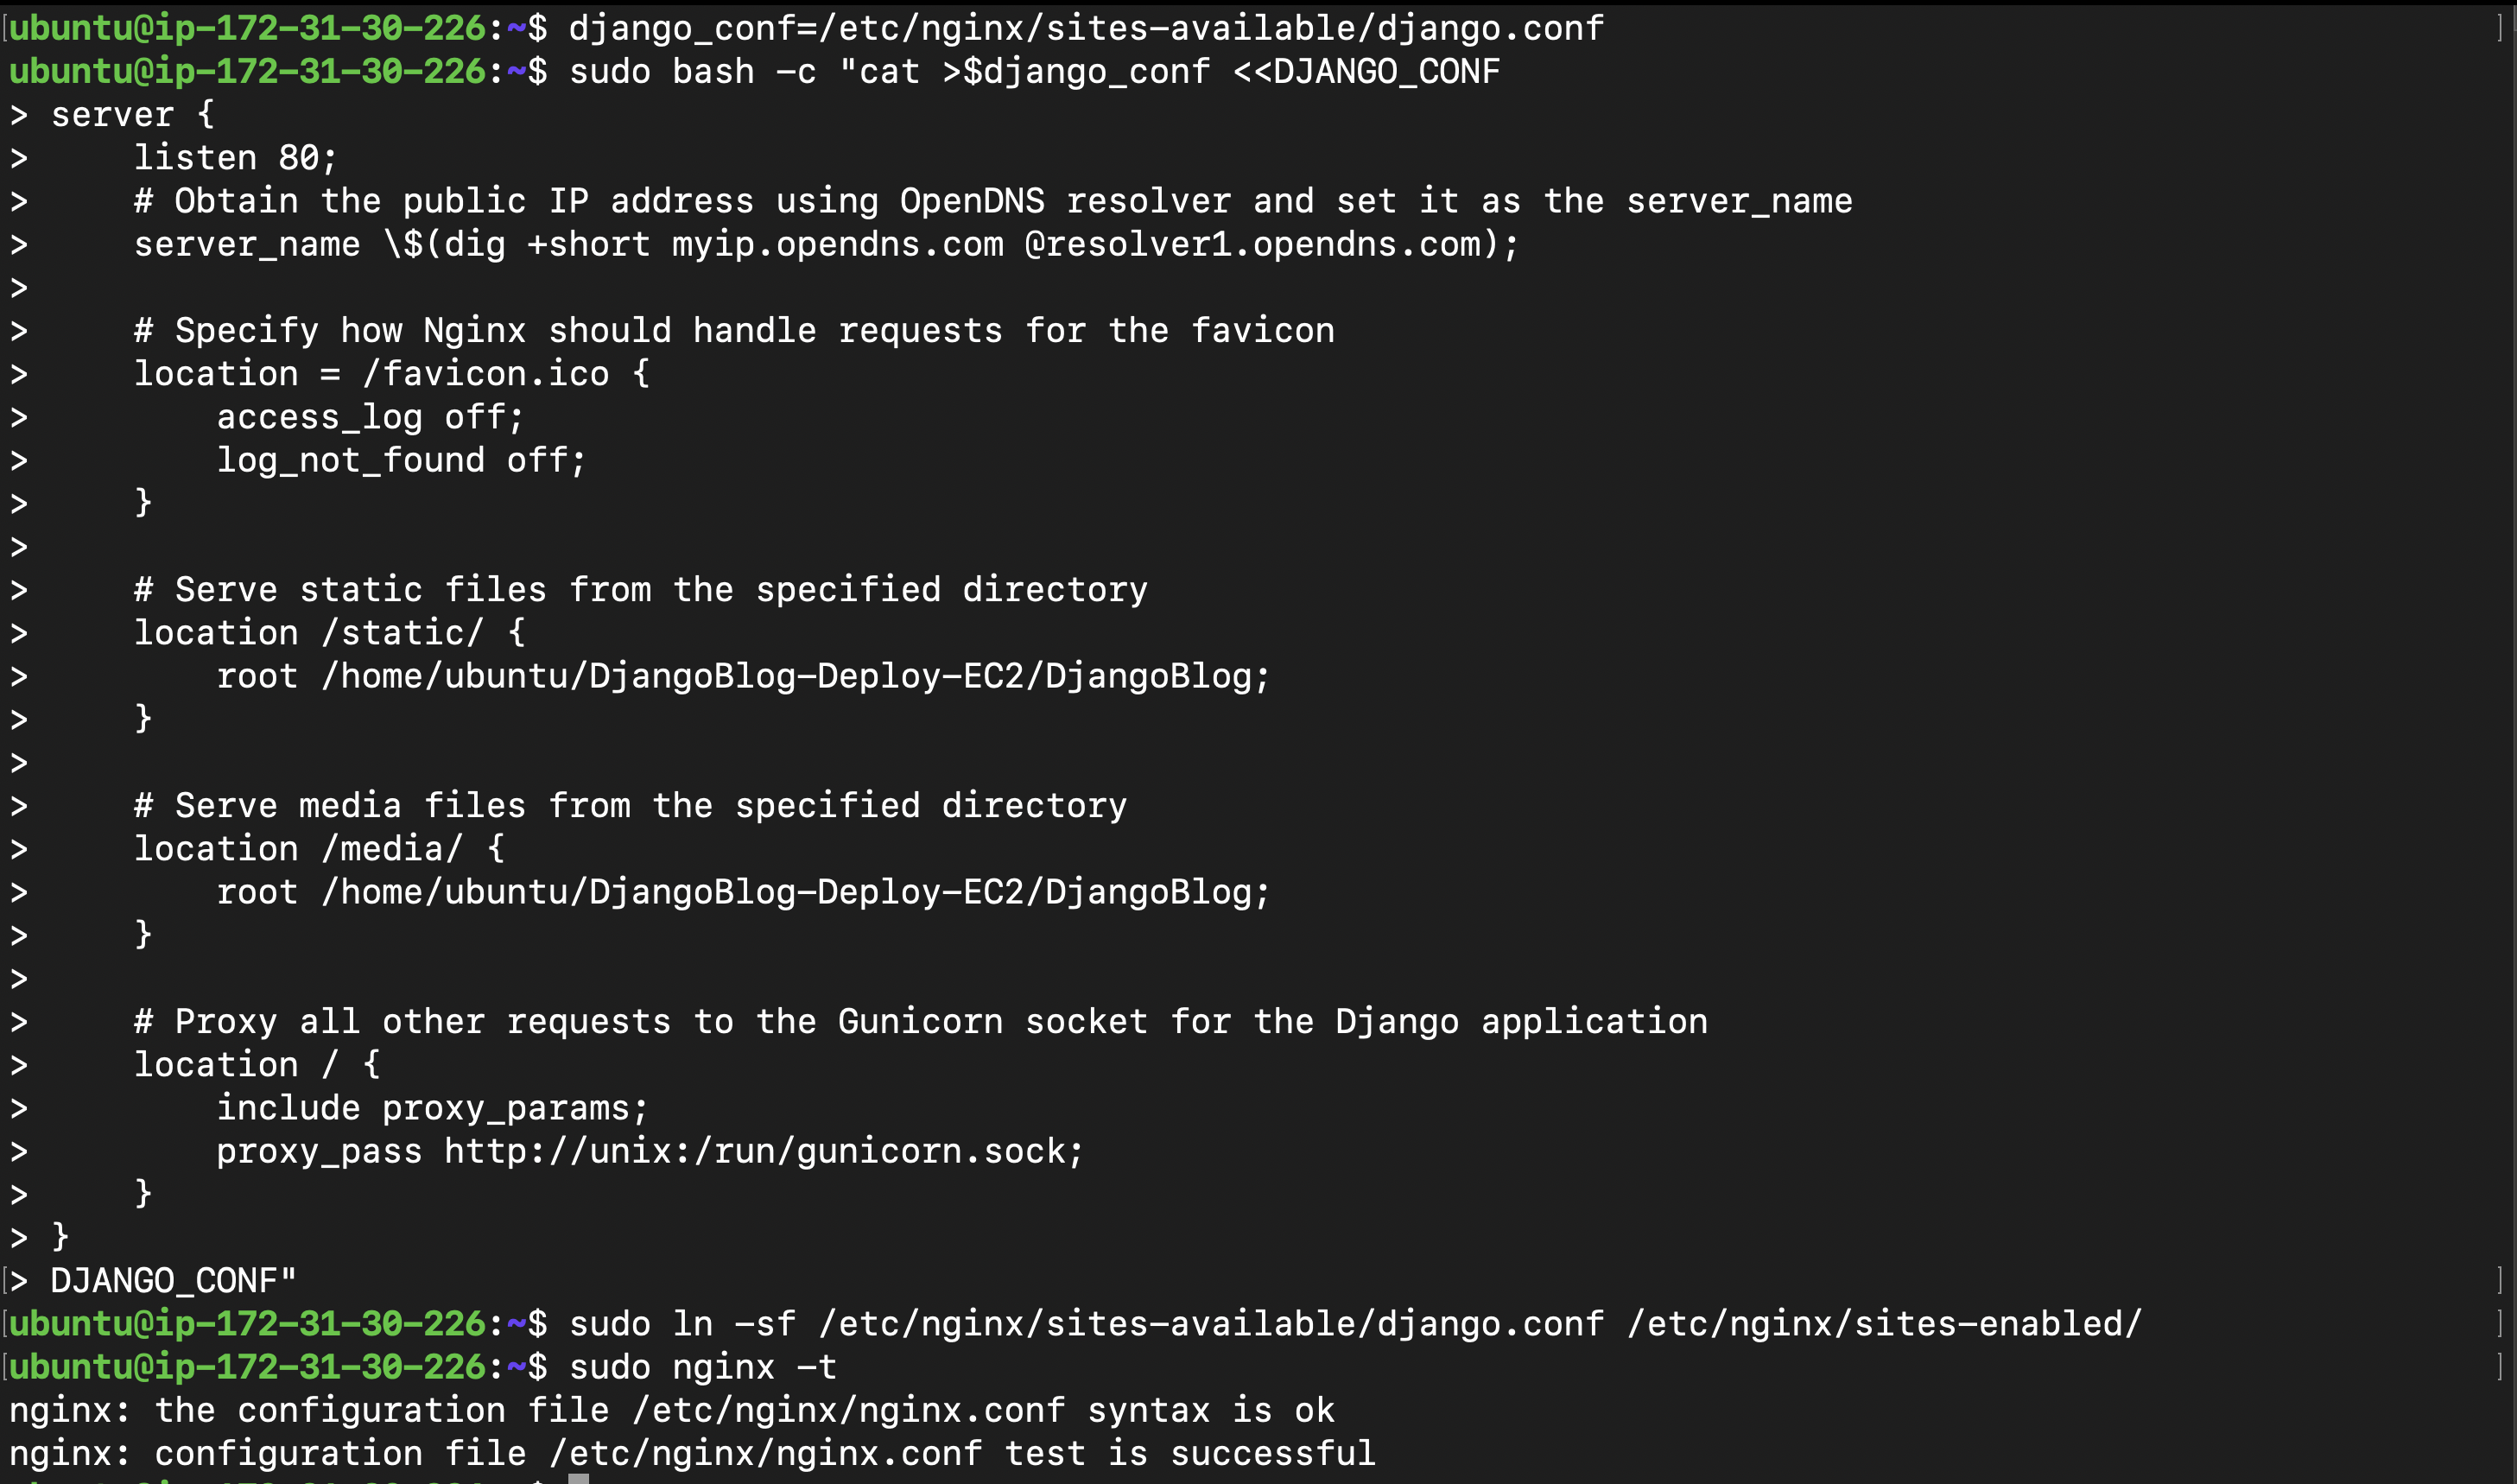 ubuntu@ip-172-31-30-226:~$ django_conf=/etc/nginx/sites-available/django.conf
ubuntu@ip-172-31-30-226:~$ sudo bash -c "cat >$django_conf <<DJANGO_CONF
> server {
>     listen 80;
>     # Obtain the public IP address using OpenDNS resolver and set it as the server_name
>     server_name \$(dig +short myip.opendns.com @resolver1.opendns.com);
>
>     # Specify how Nginx should handle requests for the favicon
>     location = /favicon.ico {
>         access_log off;
>         log_not_found off;
>     }
>
>     # Serve static files from the specified directory
>     location /static/ {
>         root /home/ubuntu/DjangoBlog-Deploy-EC2/DjangoBlog;
>     }
>
>     # Serve media files from the specified directory
>     location /media/ {
>         root /home/ubuntu/DjangoBlog-Deploy-EC2/DjangoBlog;
>     }
>
>     # Proxy all other requests to the Gunicorn socket for the Django application
>     location / {
>         include proxy_params;
>         proxy_pass http://unix:/run/gunicorn.sock;
>     }
> }
> DJANGO_CONF"
ubuntu@ip-172-31-30-226:~$ sudo ln -sf /etc/nginx/sites-available/django.conf /etc/nginx/sites-enabled/
ubuntu@ip-172-31-30-226:~$ sudo nginx -t
nginx: the configuration file /etc/nginx/nginx.conf syntax is ok
nginx: configuration file /etc/nginx/nginx.conf test is successful